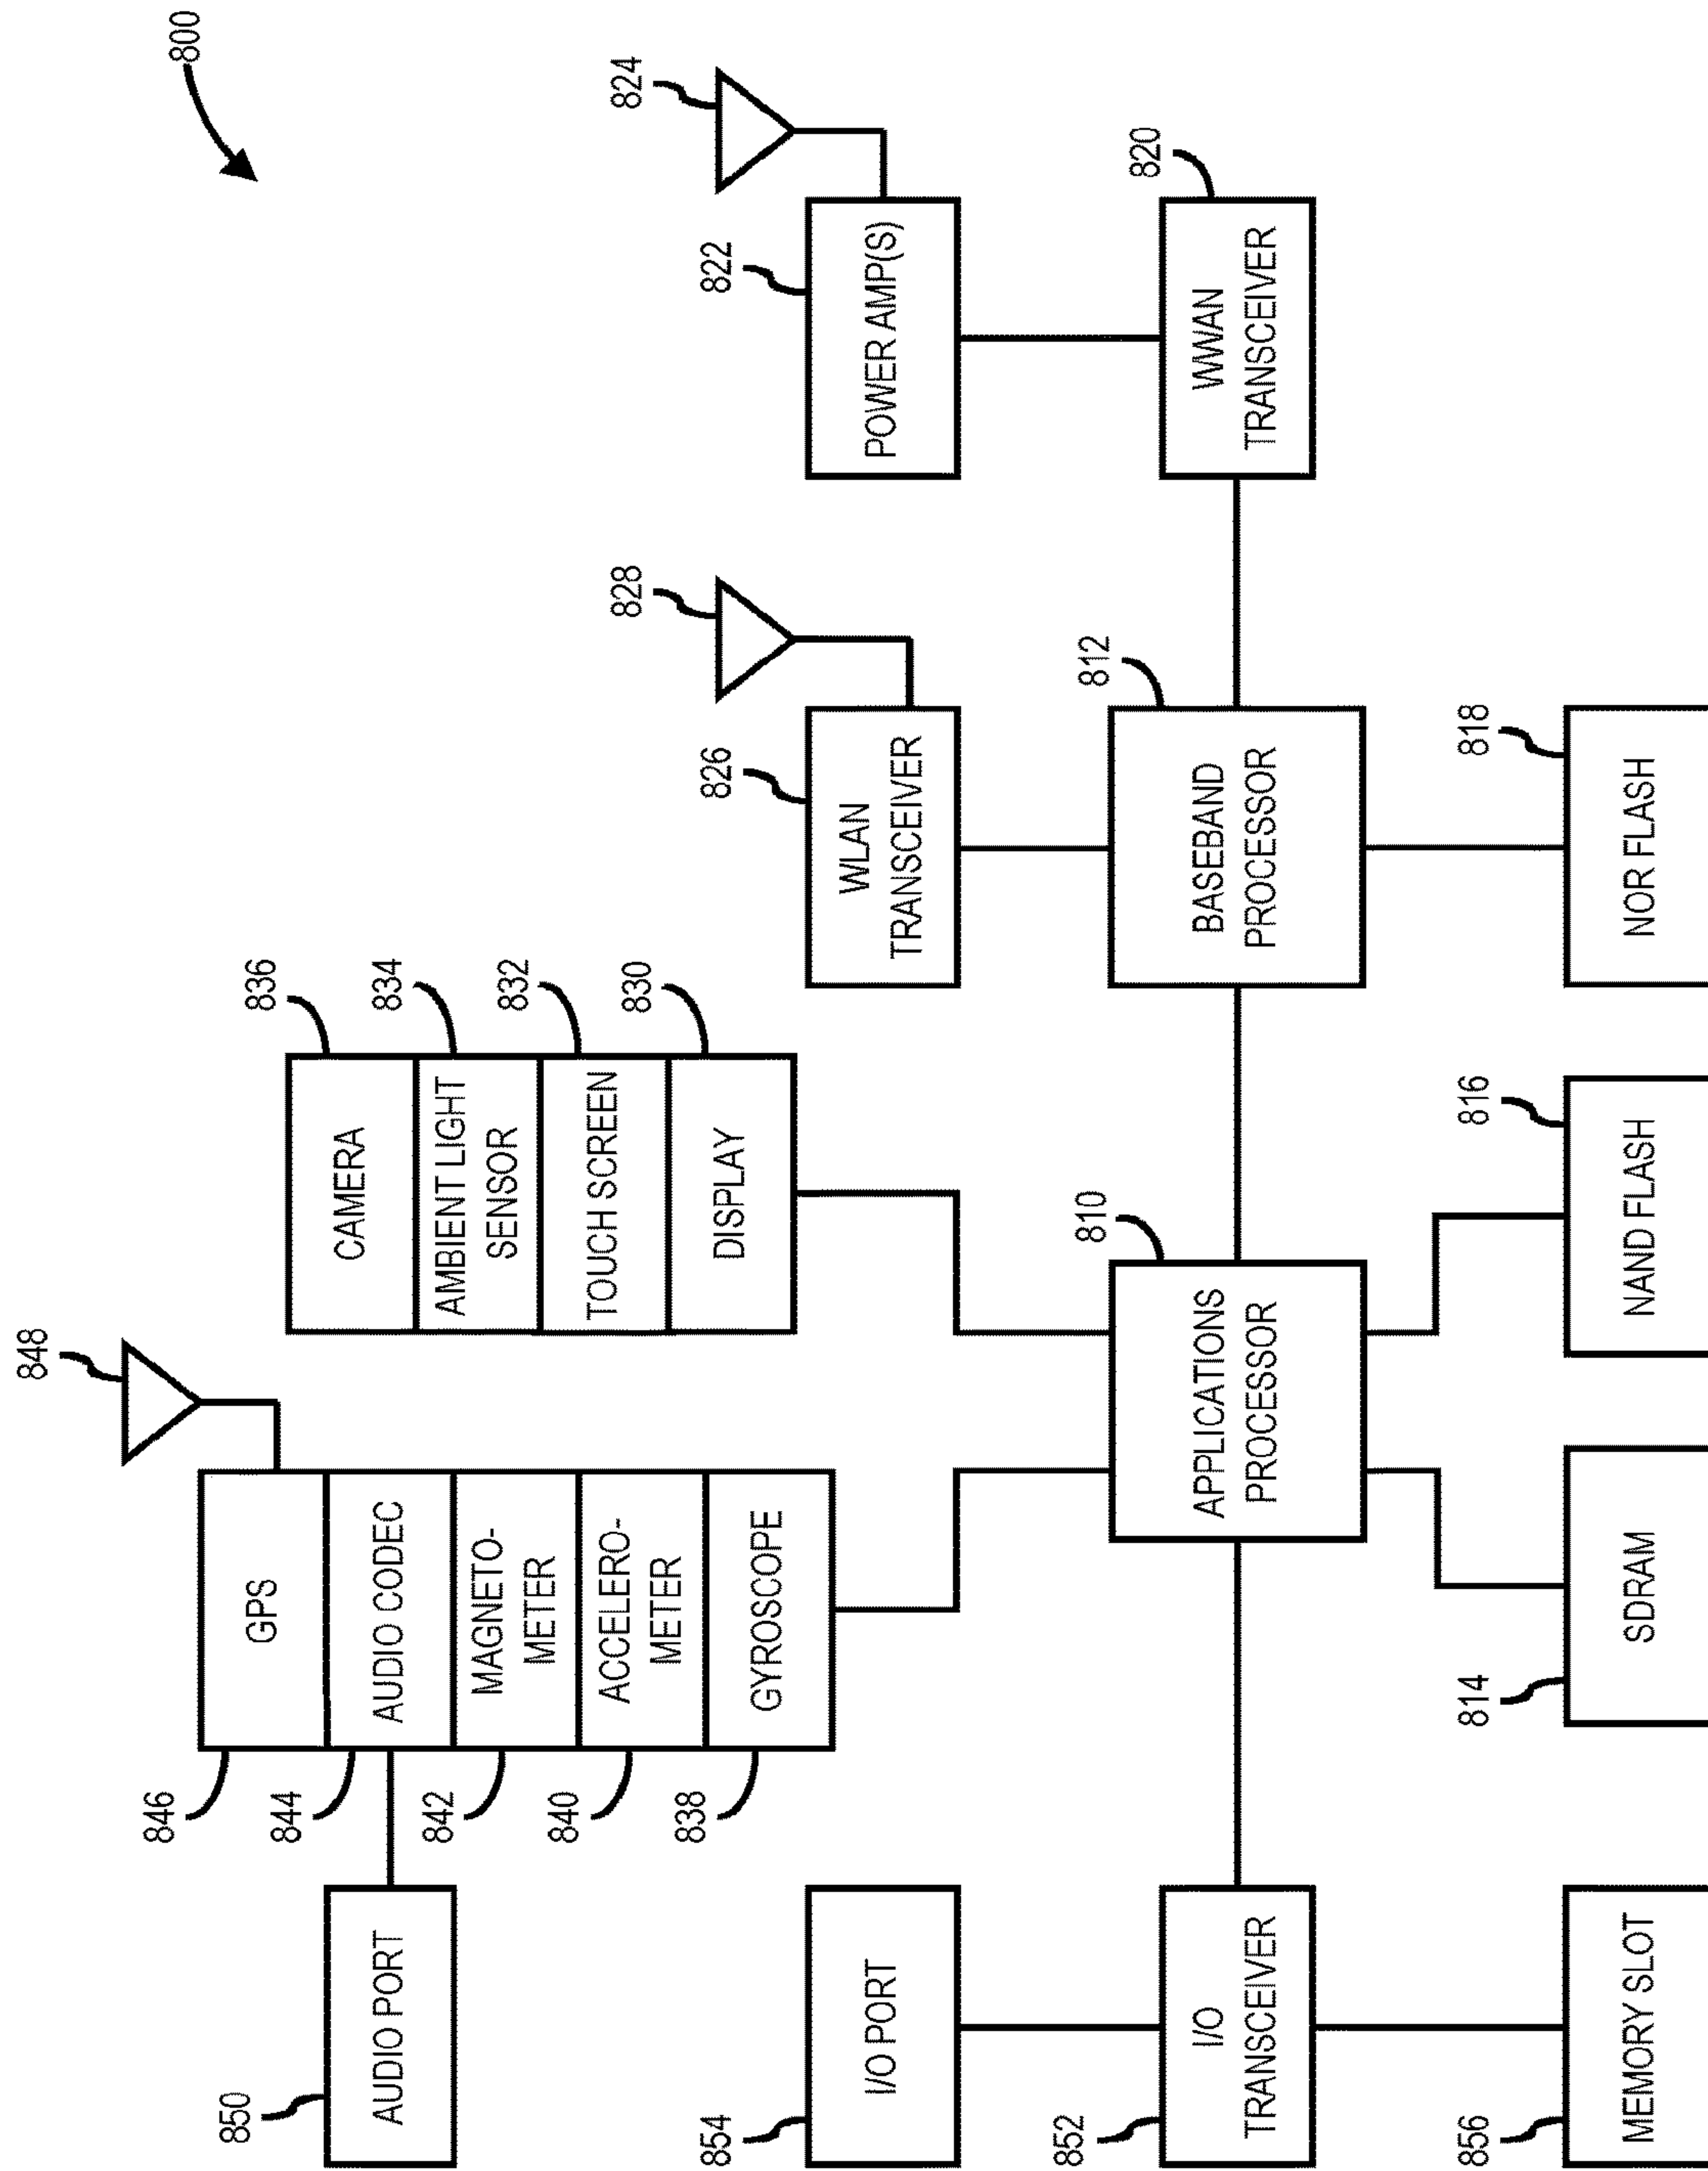 800
848
846
GPS
844
AUDIO CODEC
842
MAGNETO-
METER
840
ACCELERO-
METER
838
GYROSCOPE
850
AUDIO PORT
836
CAMERA
834
AMBIENT LIGHT
SENSOR
832
TOUCH SCREEN
830
DISPLAY
828
826
WLAN
TRANSCEIVER
824
822
POWER AMP(S)
854
I/O PORT
852
I/O
TRANSCEIVER
810
APPLICATIONS
PROCESSOR
812
BASEBAND
PROCESSOR
820
WWAN
TRANSCEIVER
856
MEMORY SLOT
814
SDRAM
816
NAND FLASH
818
NOR FLASH